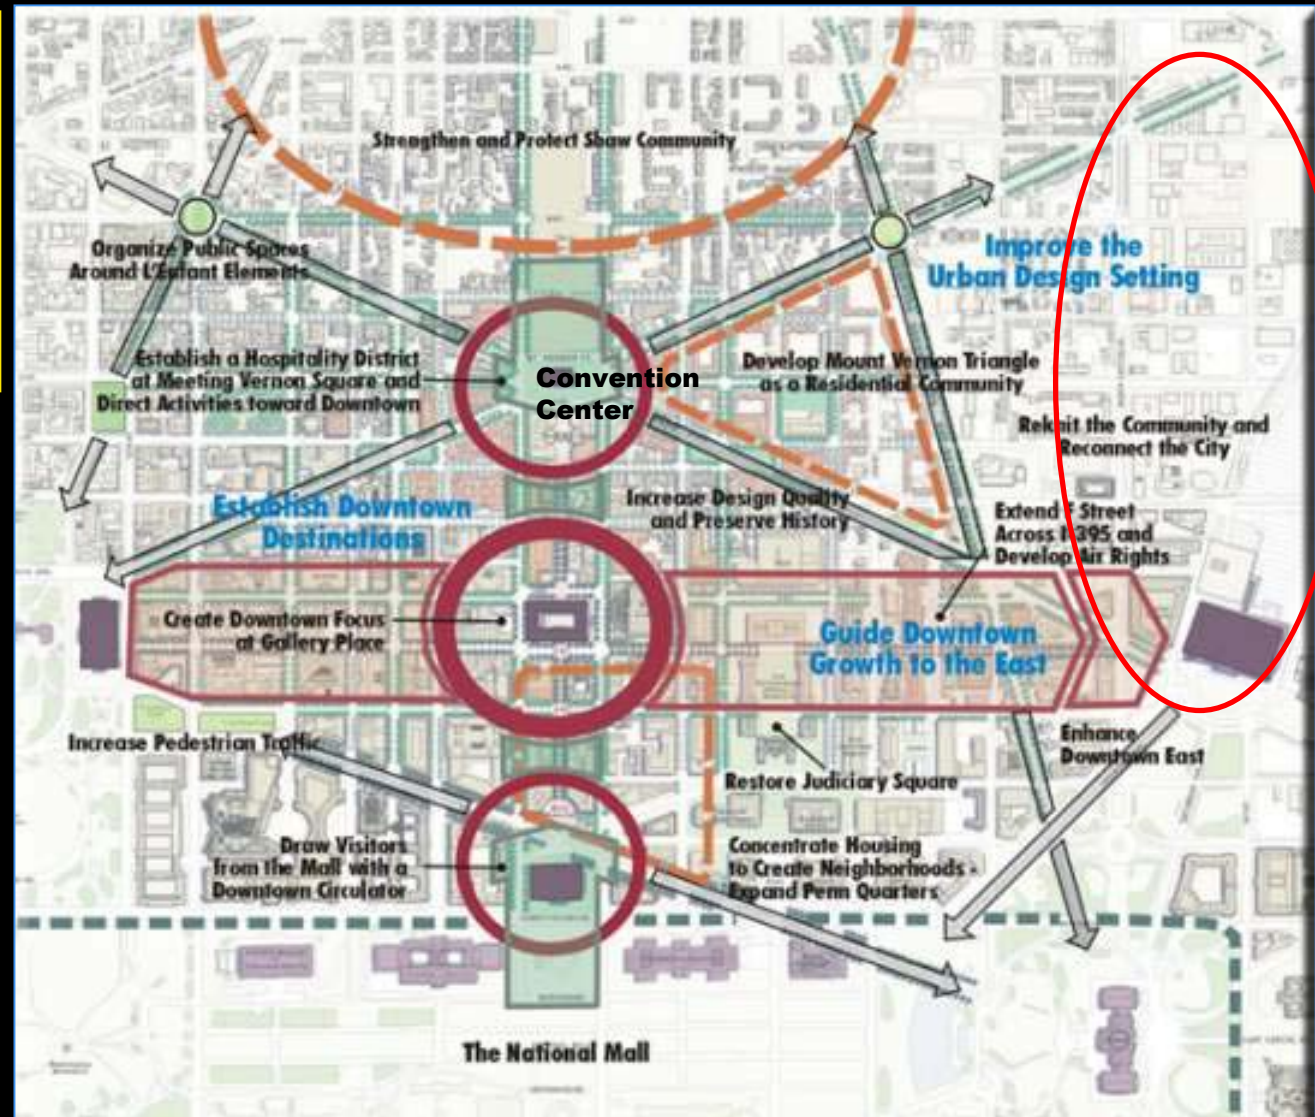 Strengthen and Protect Shaw Community
Organize Public Spaces
Around L'Enfant Elements
Improve the
Urban Design Setting
Establish a Hospitality District
at Meeting Vernon Square and
Direct Activities toward Downtown
Convention
Center
Develop Mount Vernon Triangle
as a Residential Community
Reknit the Community and
Reconnect the City
Establish Downtown
Destinations
Increase Design Quality
and Preserve History
Extend F Street
Across I-395 and
Develop Air Rights
Create Downtown Focus
at Gallery Place
Guide Downtown
Growth to the East
Increase Pedestrian Traffic
Enhance
Downtown East
Restore Judiciary Square
Draw Visitors
from the Mall with a
Downtown Circulator
Concentrate Housing
to Create Neighborhoods -
Expand Penn Quarters
The National Mall